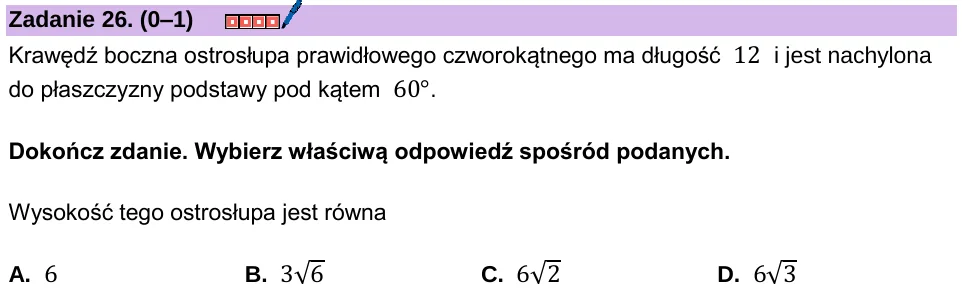 Zadanie 26. (0–1)
Krawędź boczna ostrosłupa prawidłowego czworokątnego ma długość 12 i jest nachylona
do płaszczyzny podstawy pod kątem 60°.
Dokończ zdanie. Wybierz właściwą odpowiedź spośród podanych.
Wysokość tego ostrosłupa jest równa
A. 6 B. 3√6 C. 6√2 D. 6√3